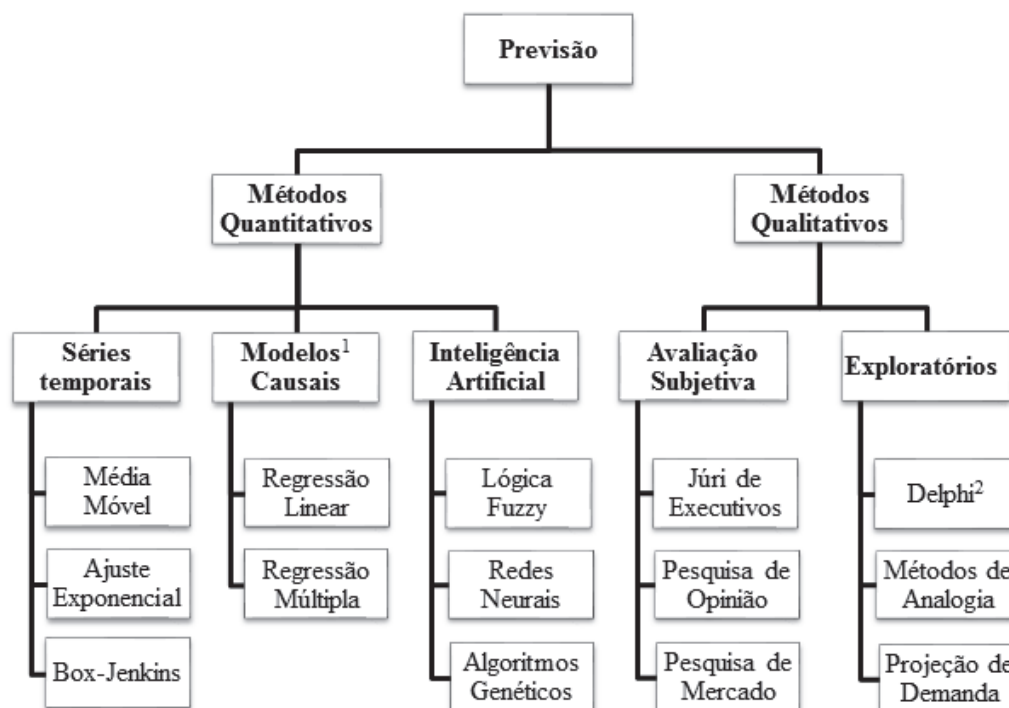 Previsão
Métodos
Quantitativos
Métodos
Qualitativos
Séries
temporais
Modelos¹
Causais
Inteligência
Artificial
Avaliação
Subjetiva
Exploratórios
Média
Móvel
Ajuste
Exponencial
Box-Jenkins
Regressão
Linear
Regressão
Múltipla
Lógica
Fuzzy
Redes
Neurais
Algoritmos
Genéticos
Júri de
Executivos
Pesquisa de
Opinião
Pesquisa de
Mercado
Delphi²
Métodos de
Analogia
Projeção de
Demanda